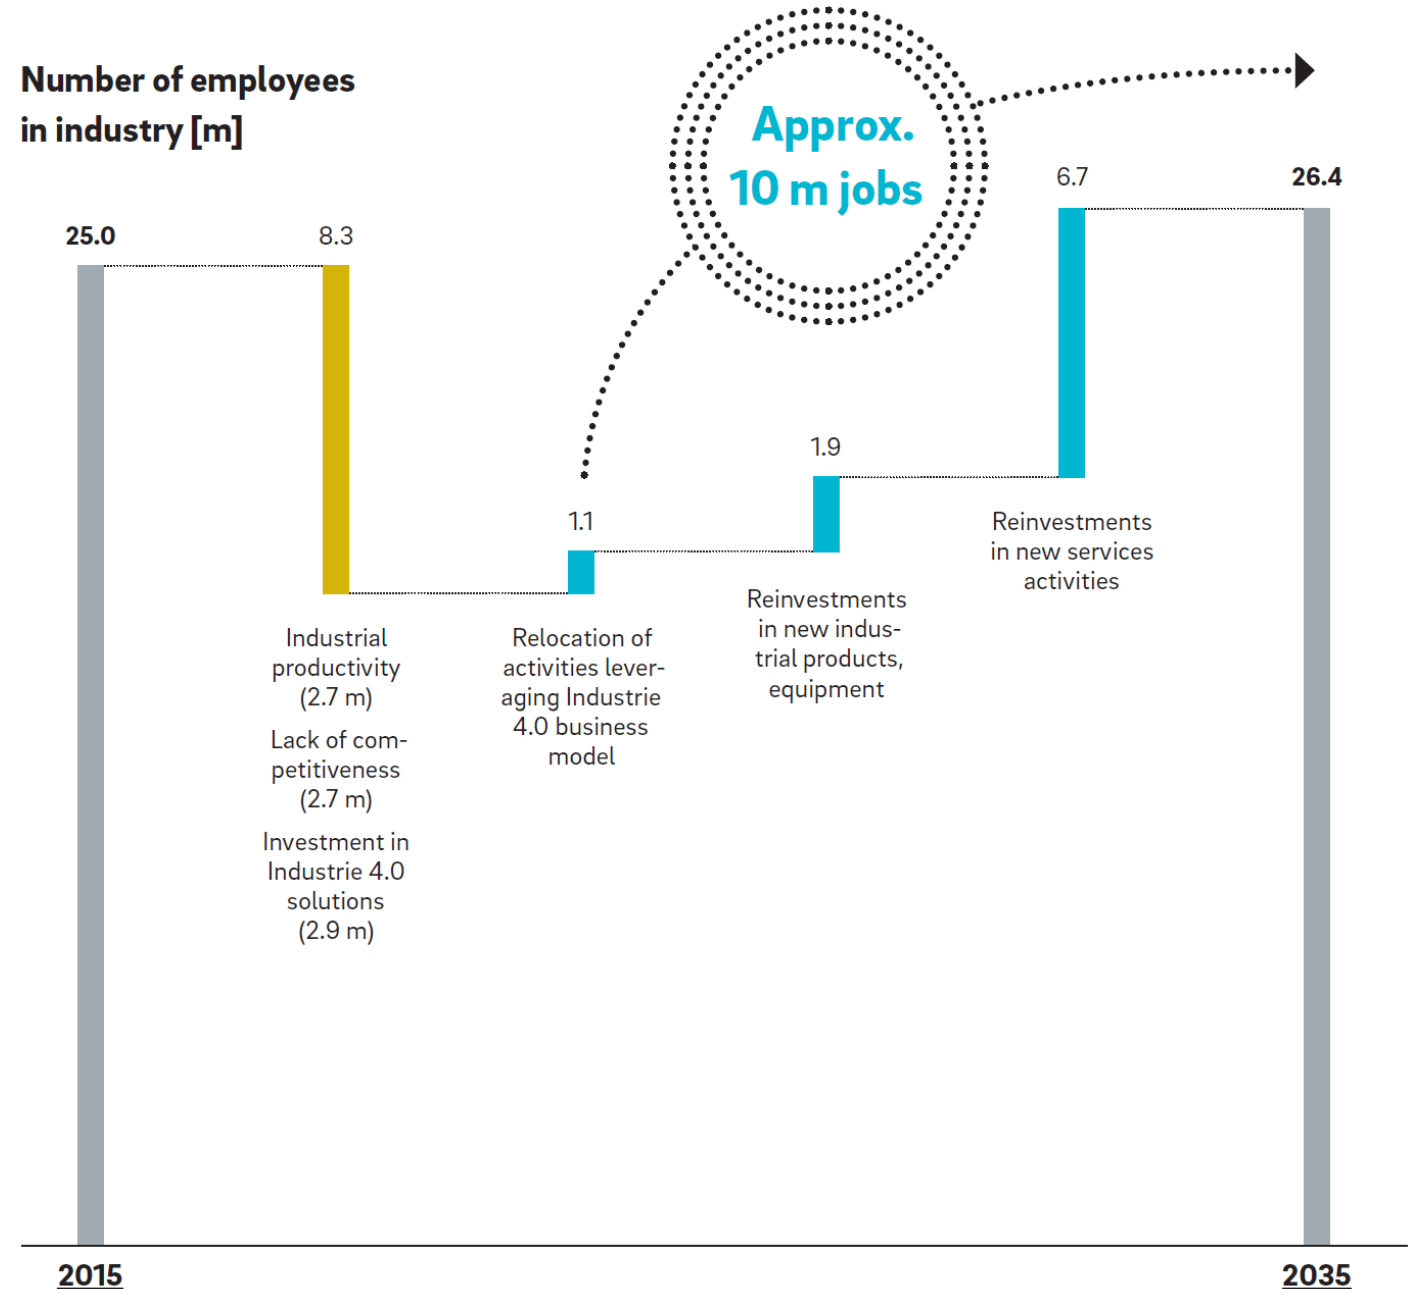 Number of employees
in industry [m]
Approx.
10 m jobs
25.0
8.3
1.1
1.9
6.7
26.4
Industrial
productivity
(2.7 m)
Lack of com-
petitiveness
(2.7 m)
Investment in
Industrie 4.0
solutions
(2.9 m)
Relocation of
activities lever-
aging Industrie
4.0 business
model
Reinvestments
in new indus-
trial products,
equipment
Reinvestments
in new services
activities
2015
2035